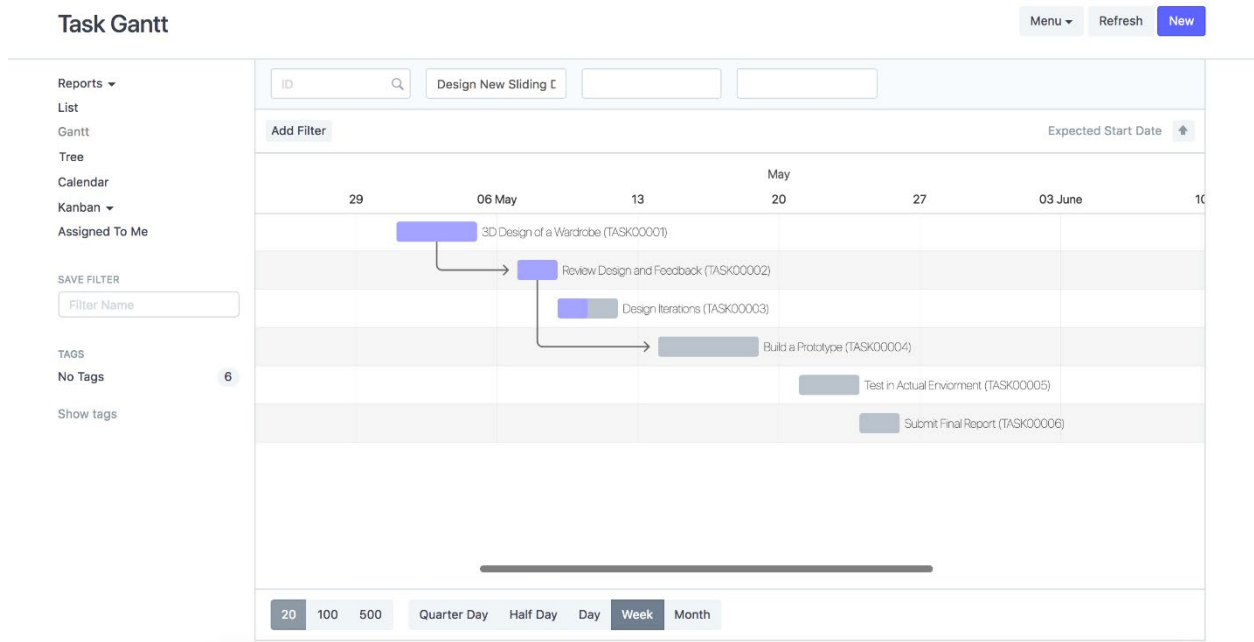 Task Gantt
Menu Refresh New
Reports
List
Gantt
Tree
Calendar
Kanban
Assigned To Me
SAVE FILTER
Filter Name
TAGS
No Tags 6
Show tags
ID Design New Sliding D
Add Filter Expected Start Date
May
29 06 May 13 20 27 03 June 10
3D Design of a Wardrobe (TASK00001)
Review Design and Feedback (TASK00002)
Design Iterations (TASK00003)
Build a Prototype (TASK00004)
Test in Actual Enviorment (TASK00005)
Submit Final Report (TASK00006)
20 100 500 Quarter Day Half Day Day Week Month